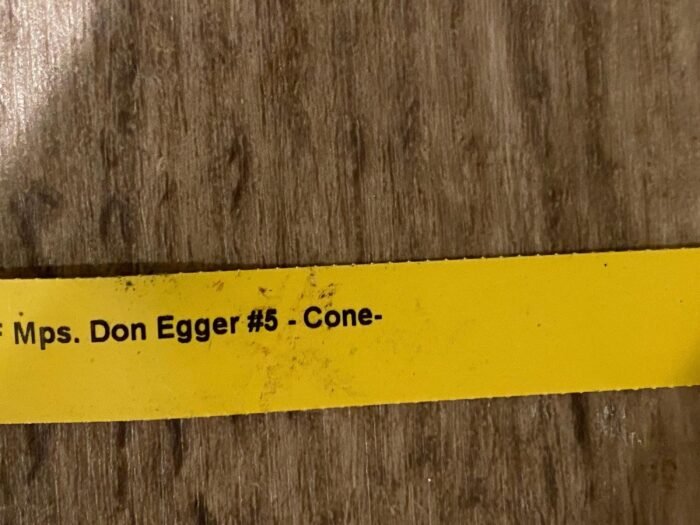 Mps. Don Egger #5 - Cone-